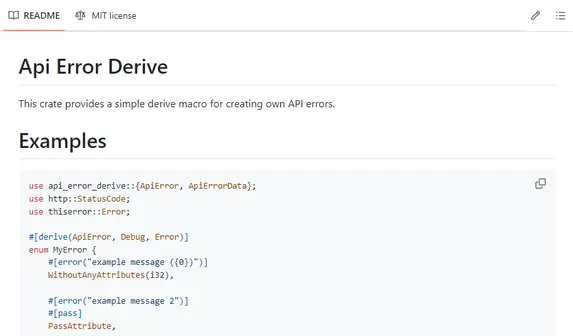 README
MIT license
Api Error Derive
This crate provides a simple derive macro for creating own API errors.
Examples
use api_error_derive::{ApiError, ApiErrorData};
use http::StatusCode;
use thiserror::Error;
#[derive(ApiError, Debug, Error)]
enum MyError {
    #[error("example message ({0})")]
    WithoutAnyAttributes(i32),
    #[error("example message 2")]
    #[pass]
    PassAttribute,